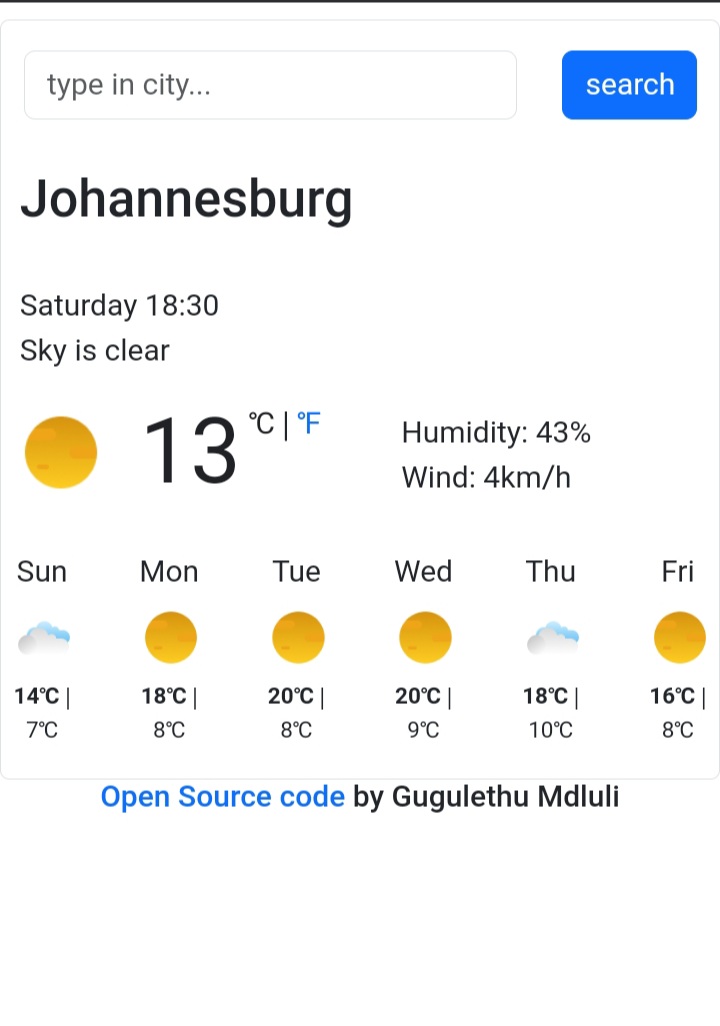 type in city...
search
Johannesburg
Saturday 18:30
Sky is clear
13 ℃ | ℉
Humidity: 43%
Wind: 4km/h
Sun Mon Tue Wed Thu Fri
14℃ | 18℃ | 20℃ | 20℃ | 18℃ | 16℃ |
7℃ 8℃ 8℃ 9℃ 10℃ 8℃
Open Source code by Gugulethu Mdluli